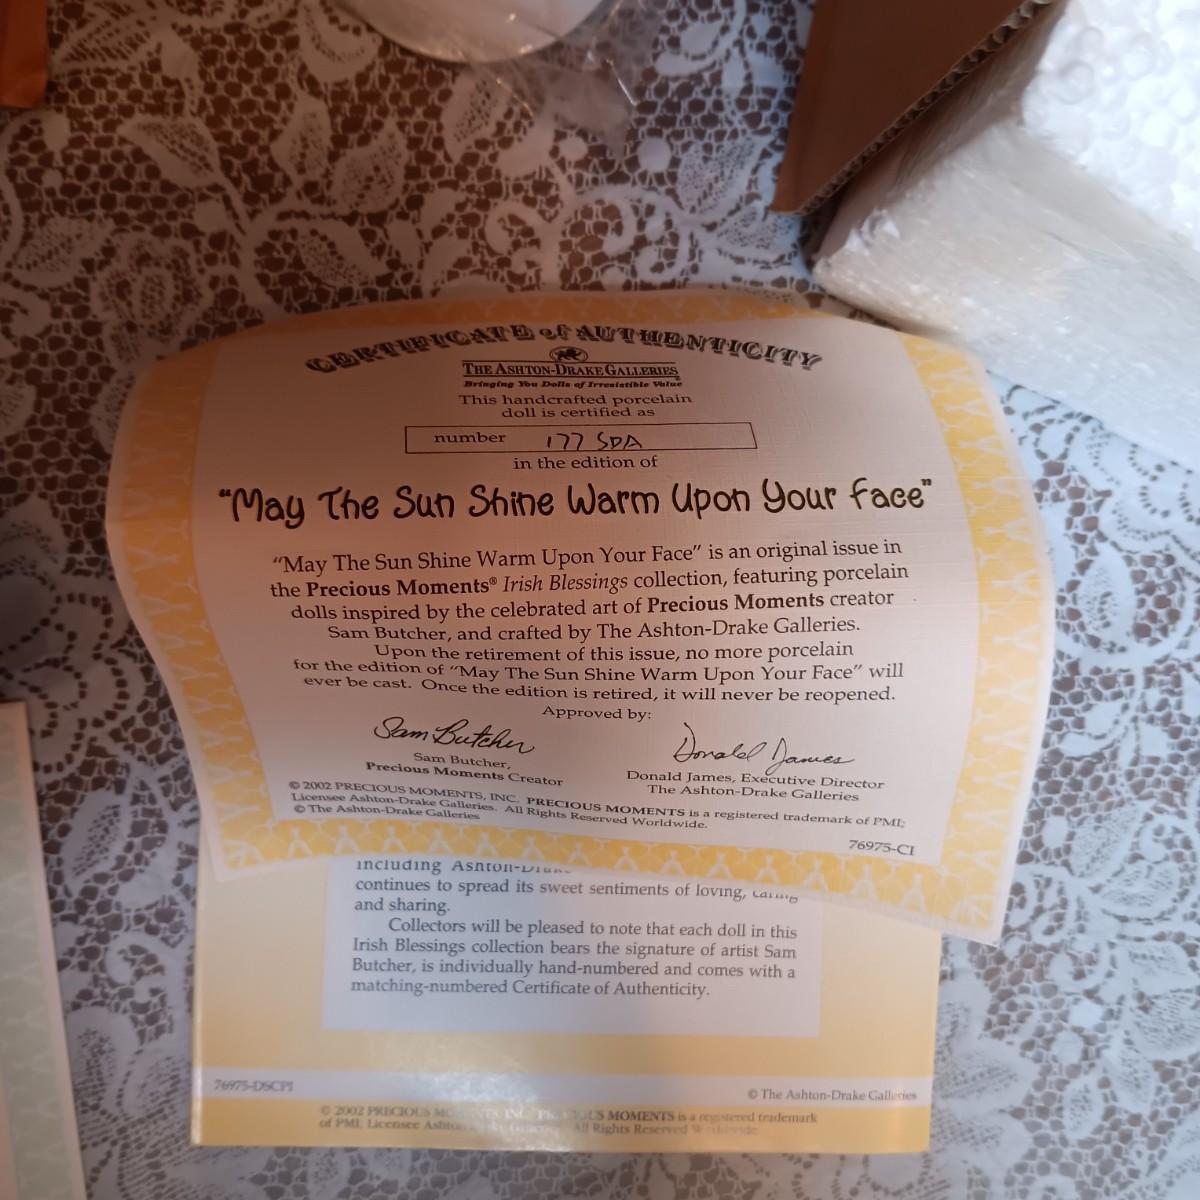 CERTIFICATE of AUTHENTICITY
THE ASHTON-DRAKE GALLERIES
Bringing You Dolls of Irresistible Value
This handcrafted porcelain
doll is certified as
number 177 SDA
in the edition of
"May The Sun Shine Warm Upon Your Face"
"May The Sun Shine Warm Upon Your Face" is an original issue in
the Precious Moments® Irish Blessings collection, featuring porcelain
dolls inspired by the celebrated art of Precious Moments creator
Sam Butcher, and crafted by The Ashton-Drake Galleries.
Upon the retirement of this issue, no more porcelain
for the edition of "May The Sun Shine Warm Upon Your Face" will
ever be cast. Once the edition is retired, it will never be reopened.
Approved by:
Sam Butcher Donald James
Sam Butcher,
Precious Moments Creator
Donald James, Executive Director
The Ashton-Drake Galleries
© 2002 PRECIOUS MOMENTS, INC. PRECIOUS MOMENTS is a registered trademark of PMI;
Licensee Ashton-Drake Galleries. All Rights Reserved Worldwide.
© The Ashton-Drake Galleries
76975-CI
including Ashton-Drake
continues to spread its sweet sentiments of loving, caring
and sharing.
Collectors will be pleased to note that each doll in this
Irish Blessings collection bears the signature of artist Sam
Butcher, is individually hand-numbered and comes with a
matching-numbered Certificate of Authenticity.
76975-DSCPI
© The Ashton-Drake Galleries
© 2002 PRECIOUS MOMENTS, INC. PRECIOUS MOMENTS is a registered trademark
of PMI, Licensee Ashton-Drake Galleries. All Rights Reserved Worldwide.